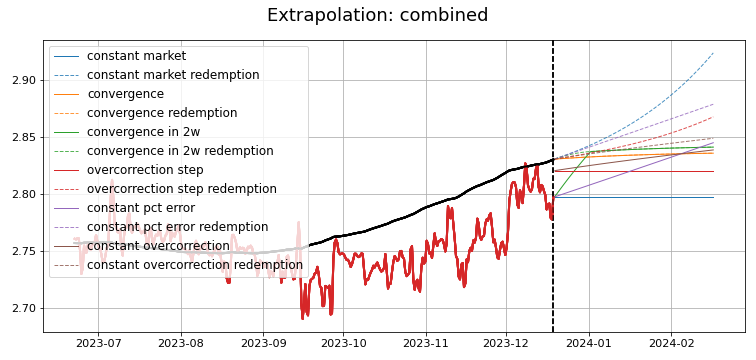 Extrapolation: combined
constant market
constant market redemption
convergence
convergence redemption
convergence in 2w
convergence in 2w redemption
overcorrection step
overcorrection step redemption
constant pct error
constant pct error redemption
constant overcorrection
constant overcorrection redemption
2.90
2.85
2.80
2.75
2.70
2023-07
2023-08
2023-09
2023-10
2023-11
2023-12
2024-01
2024-02